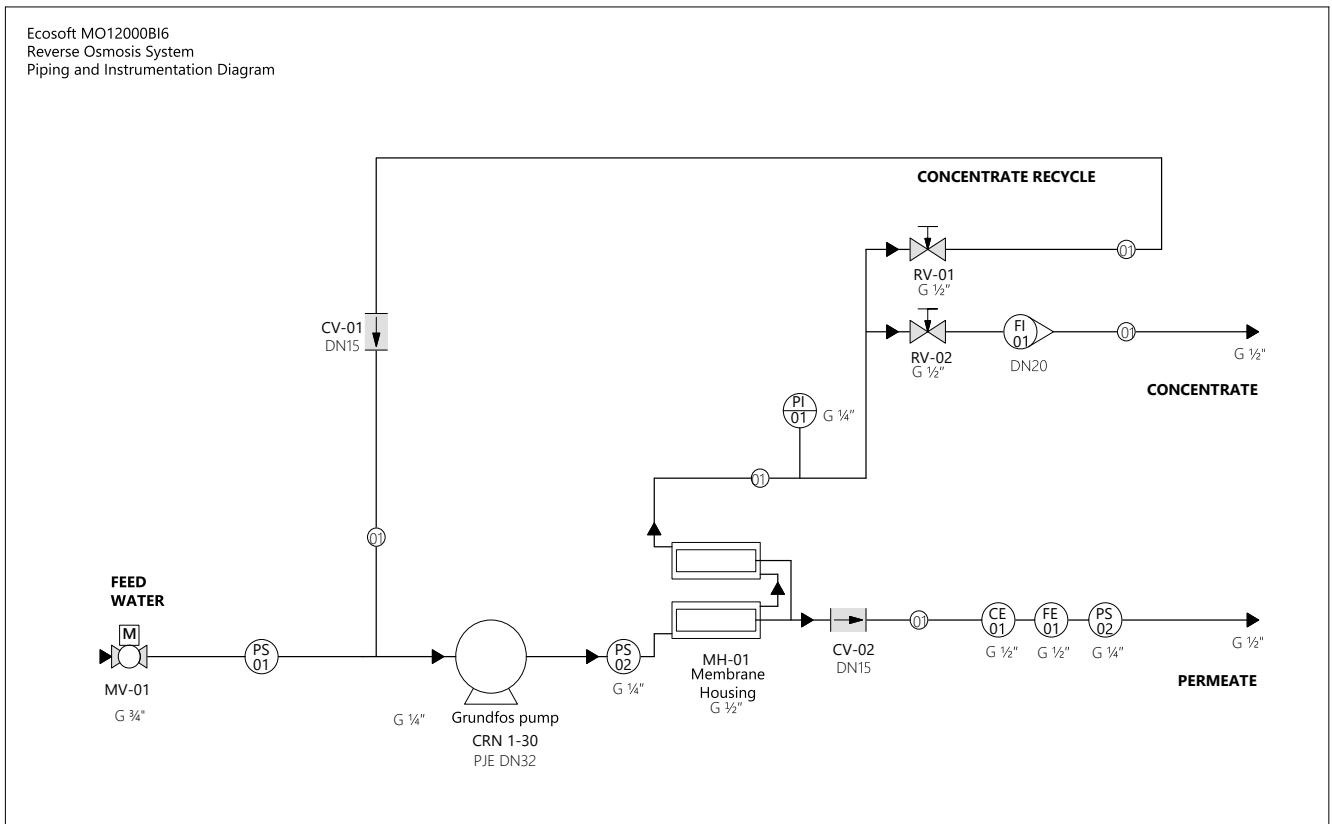 Ecosoft MO12000BI6
Reverse Osmosis System
Piping and Instrumentation Diagram
CONCENTRATE RECYCLE
01
RV-01
G ½"
CV-01
DN15
FI
01
01
RV-02
G ½"
DN20
G ½"
CONCENTRATE
PI
01
G ¼"
01
01
FEED
WATER
M
MV-01
G ¾"
PS
01
G ¼"
Grundfos pump
CRN 1-30
PJE DN32
PS
02
G ¼"
MH-01
Membrane
Housing
G ½"
CV-02
DN15
01
CE
01
G ½"
FE
01
G ½"
PS
02
G ¼"
G ½"
PERMEATE